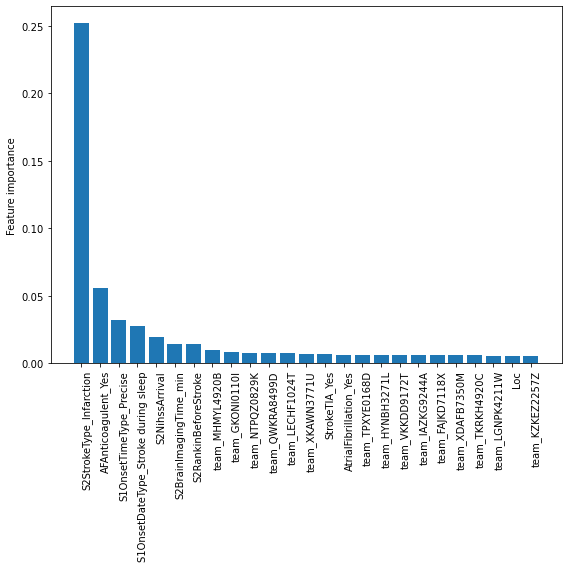 0.25
0.20
0.15
0.10
0.05
0.00
Feature importance
S2StrokeType_Infarction
AFAnticoagulent_Yes
S1OnsetTimeType_Precise
S1OnsetDateType_Stroke during sleep
S2NihssArrival
S2BrainImagingTime_min
S2RankinBeforeStroke
team_MHMYL4920B
team_GKONI0110I
team_NTPQZ0829K
team_QWKRA8499D
team_LECHF1024T
team_XKAWN3771U
StrokeTIA_Yes
AtrialFibrillation_Yes
team_TPXYE0168D
team_HYNBH3271L
team_VKKDD9172T
team_IAZKG9244A
team_FAJKD7118X
team_XDAFB7350M
team_TKRKH4920C
team_LGNPK4211W
Loc
team_KZKEZ2257Z